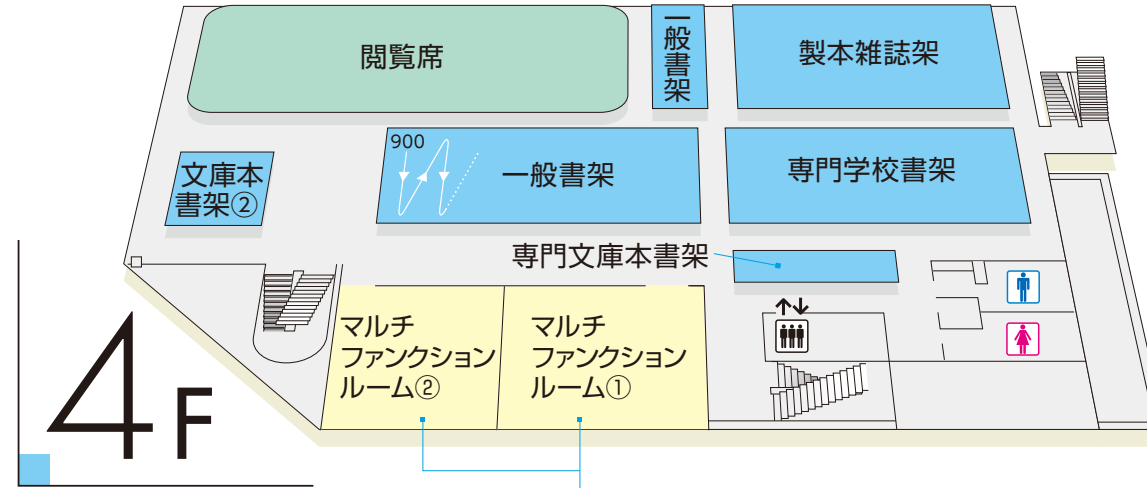 閲覧席
一般書架
製本雑誌架
900
一般書架
専門学校書架
文庫本
書架②
専門文庫本書架
マルチ
ファンクション
ルーム②
マルチ
ファンクション
ルーム①
4F